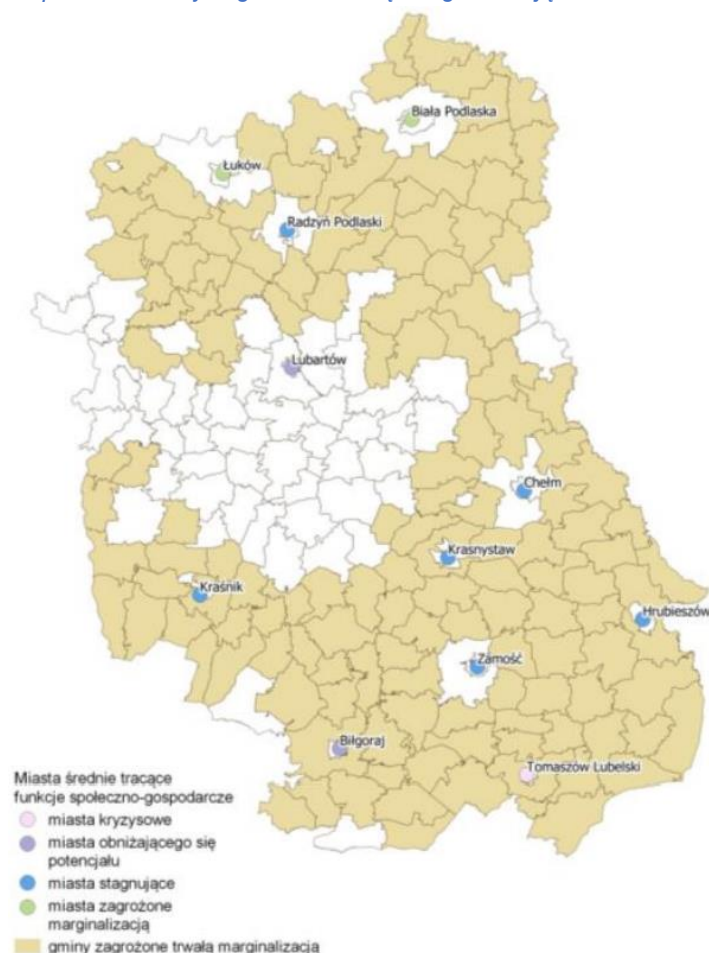 Biała Podlaska
Łuków
Radzyń Podlaski
Lubartów
Chełm
Krasnystaw
Kraśnik
Hrubieszów
Zamość
Biłgoraj
Tomaszów Lubelski
Miasta średnie tracące
funkcje społeczno-gospodarcze
miasta kryzysowe
miasta obniżającego się
potencjału
miasta stagnujące
miasta zagrożone
marginalizacją
gminy zagrożone trwałą marginalizacją